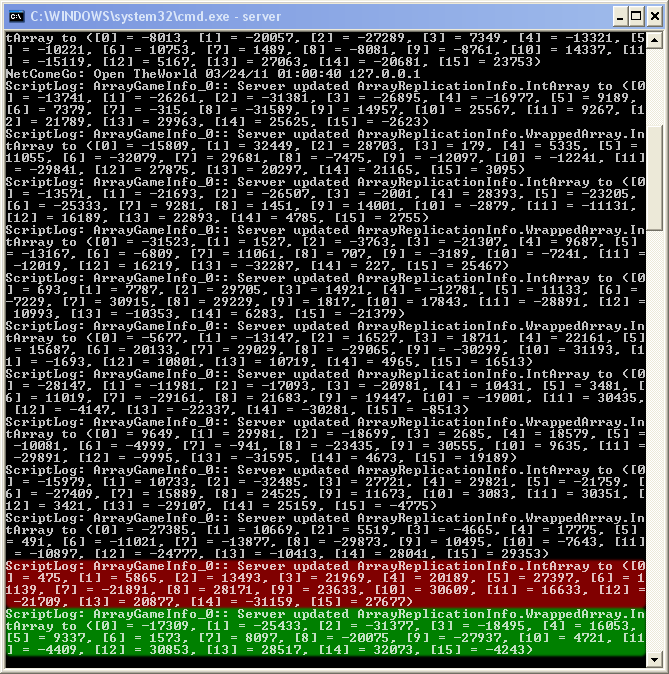 C:\WINDOWS\system32\cmd.exe - server
tArray to ([0] = -8013, [1] = -20057, [2] = -27289, [3] = 7349, [4] = -13321, [5
] = -10221, [6] = 10753, [7] = 1489, [8] = -8081, [9] = -8761, [10] = 14337, [11
] = -15119, [12] = 5167, [13] = 27063, [14] = -20681, [15] = 23753)
NetComeGo: Open TheWorld 03/24/11 01:00:40 127.0.0.1
ScriptLog: ArrayGameInfo_0:: Server updated ArrayReplicationInfo.IntArray to ([0
] = -13741, [1] = -26261, [2] = -31381, [3] = -26895, [4] = -16977, [5] = 9189,
[6] = 7379, [7] = -315, [8] = -31589, [9] = 14957, [10] = 25567, [11] = 9267, [1
2] = 21789, [13] = 29963, [14] = 25625, [15] = -2623)
ScriptLog: ArrayGameInfo_0:: Server updated ArrayReplicationInfo.WrappedArray.In
tArray to ([0] = -15809, [1] = 32449, [2] = 28703, [3] = 179, [4] = 5335, [5] =
11055, [6] = -32079, [7] = 29681, [8] = -7475, [9] = -12097, [10] = -12241, [11]
= -29841, [12] = 27875, [13] = 20297, [14] = 21165, [15] = 3095)
ScriptLog: ArrayGameInfo_0:: Server updated ArrayReplicationInfo.IntArray to ([0
] = -13571, [1] = -21693, [2] = -26507, [3] = -2001, [4] = 28393, [5] = -23205,
[6] = -25333, [7] = 9281, [8] = 1451, [9] = 14001, [10] = -2879, [11] = -11131,
[12] = 16189, [13] = 22893, [14] = 4785, [15] = 2755)
ScriptLog: ArrayGameInfo_0:: Server updated ArrayReplicationInfo.WrappedArray.In
tArray to ([0] = -31523, [1] = 1527, [2] = -3763, [3] = -21307, [4] = 9687, [5]
= -13167, [6] = -6809, [7] = 11061, [8] = 707, [9] = -3189, [10] = -7241, [11] =
-12019, [12] = 16219, [13] = -32287, [14] = 227, [15] = 25467)
ScriptLog: ArrayGameInfo_0:: Server updated ArrayReplicationInfo.IntArray to ([0
] = 693, [1] = 7787, [2] = 29705, [3] = 14921, [4] = -12781, [5] = 11133, [6] =
-7229, [7] = 30915, [8] = 29229, [9] = 1817, [10] = 17843, [11] = -28891, [12] =
10993, [13] = -10353, [14] = 6283, [15] = -21379)
ScriptLog: ArrayGameInfo_0:: Server updated ArrayReplicationInfo.WrappedArray.In
tArray to ([0] = -5677, [1] = -13147, [2] = 16527, [3] = 18711, [4] = 22161, [5]
= 15687, [6] = 20133, [7] = 29029, [8] = -29065, [9] = -30299, [10] = 31193, [11
] = -1693, [12] = 10801, [13] = 10719, [14] = 4965, [15] = 16513)
ScriptLog: ArrayGameInfo_0:: Server updated ArrayReplicationInfo.IntArray to ([0
] = -28147, [1] = -11981, [2] = -17093, [3] = -20981, [4] = 10431, [5] = 3481, [
6] = 11019, [7] = -29161, [8] = 21683, [9] = 19447, [10] = -19001, [11] = 30435,
[12] = -4147, [13] = -22337, [14] = -30281, [15] = -8513)
ScriptLog: ArrayGameInfo_0:: Server updated ArrayReplicationInfo.WrappedArray.In
tArray to ([0] = 9649, [1] = 29981, [2] = -18699, [3] = 2685, [4] = 18579, [5] =
-10081, [6] = -4999, [7] = -941, [8] = -23435, [9] = 30555, [10] = 9635, [11] =
-29891, [12] = -9995, [13] = -31595, [14] = 4673, [15] = 19189)
ScriptLog: ArrayGameInfo_0:: Server updated ArrayReplicationInfo.IntArray to ([0
] = -15979, [1] = 10733, [2] = -32485, [3] = 27721, [4] = 29821, [5] = -21759, [
6] = -27409, [7] = 15889, [8] = 24525, [9] = 11673, [10] = 3083, [11] = 30351, [
12] = 3421, [13] = -29107, [14] = 25159, [15] = -4775)
ScriptLog: ArrayGameInfo_0:: Server updated ArrayReplicationInfo.WrappedArray.In
tArray to ([0] = -27385, [1] = 10669, [2] = 5519, [3] = -4665, [4] = 17775, [5]
= 491, [6] = -11021, [7] = -13877, [8] = -29873, [9] = 10495, [10] = -7643, [11]
= -10897, [12] = -24777, [13] = -10413, [14] = 28041, [15] = 29353)
ScriptLog: ArrayGameInfo_0:: Server updated ArrayReplicationInfo.IntArray to ([0
] = 475, [1] = 5865, [2] = 13493, [3] = 21969, [4] = 20189, [5] = 27397, [6] = 1
1139, [7] = -21891, [8] = 28171, [9] = 23633, [10] = 30609, [11] = 16633, [12] =
-21709, [13] = 20877, [14] = -31159, [15] = 27677)
ScriptLog: ArrayGameInfo_0:: Server updated ArrayReplicationInfo.WrappedArray.In
tArray to ([0] = -17309, [1] = -25433, [2] = -31377, [3] = -18495, [4] = 16053,
[5] = 9337, [6] = 1573, [7] = 8097, [8] = -20075, [9] = -27937, [10] = 4721, [11
] = -4409, [12] = 30853, [13] = 28517, [14] = 32073, [15] = -4243)